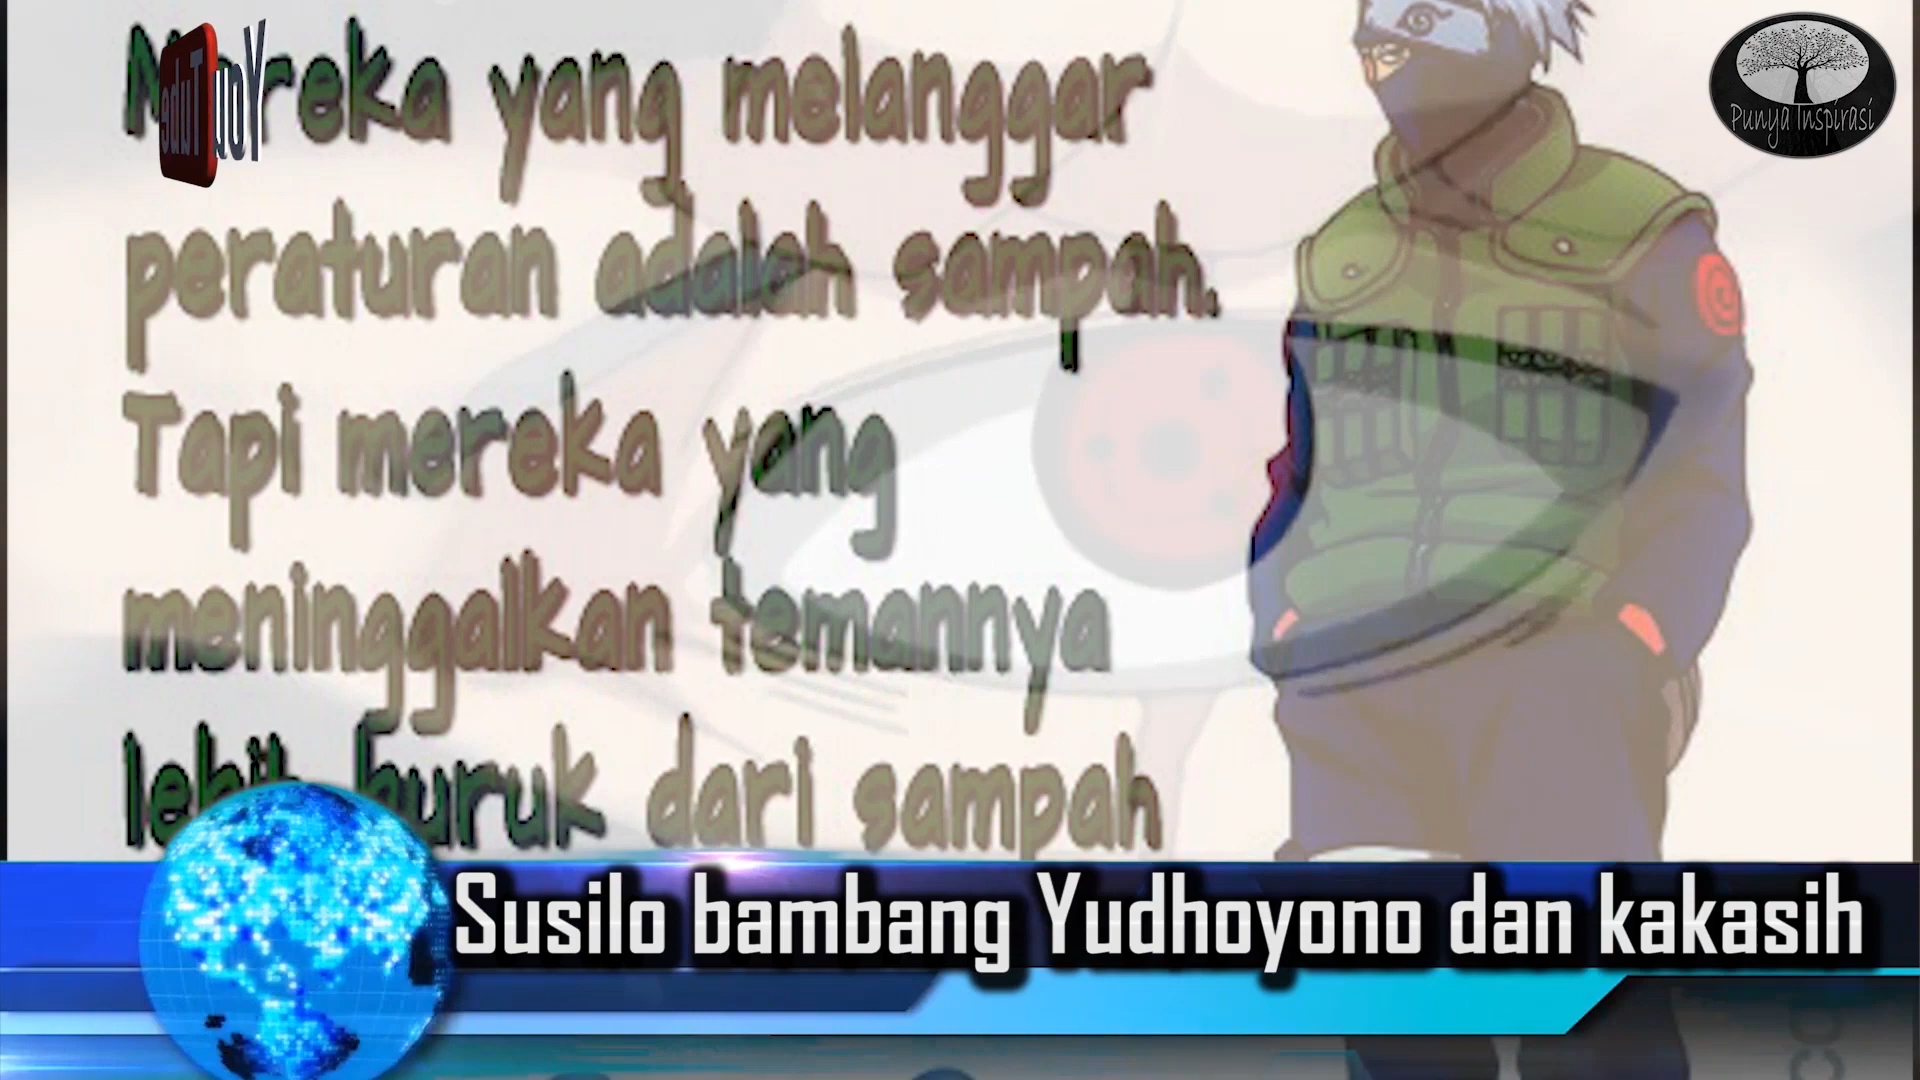 Mereka yang melanggar
peraturan adalah sampah.
Tapi mereka yang
meninggalkan temannya
lebih buruk dari sampah
YouTube
Punya Inspirasi
Susilo bambang Yudhoyono dan kakasih